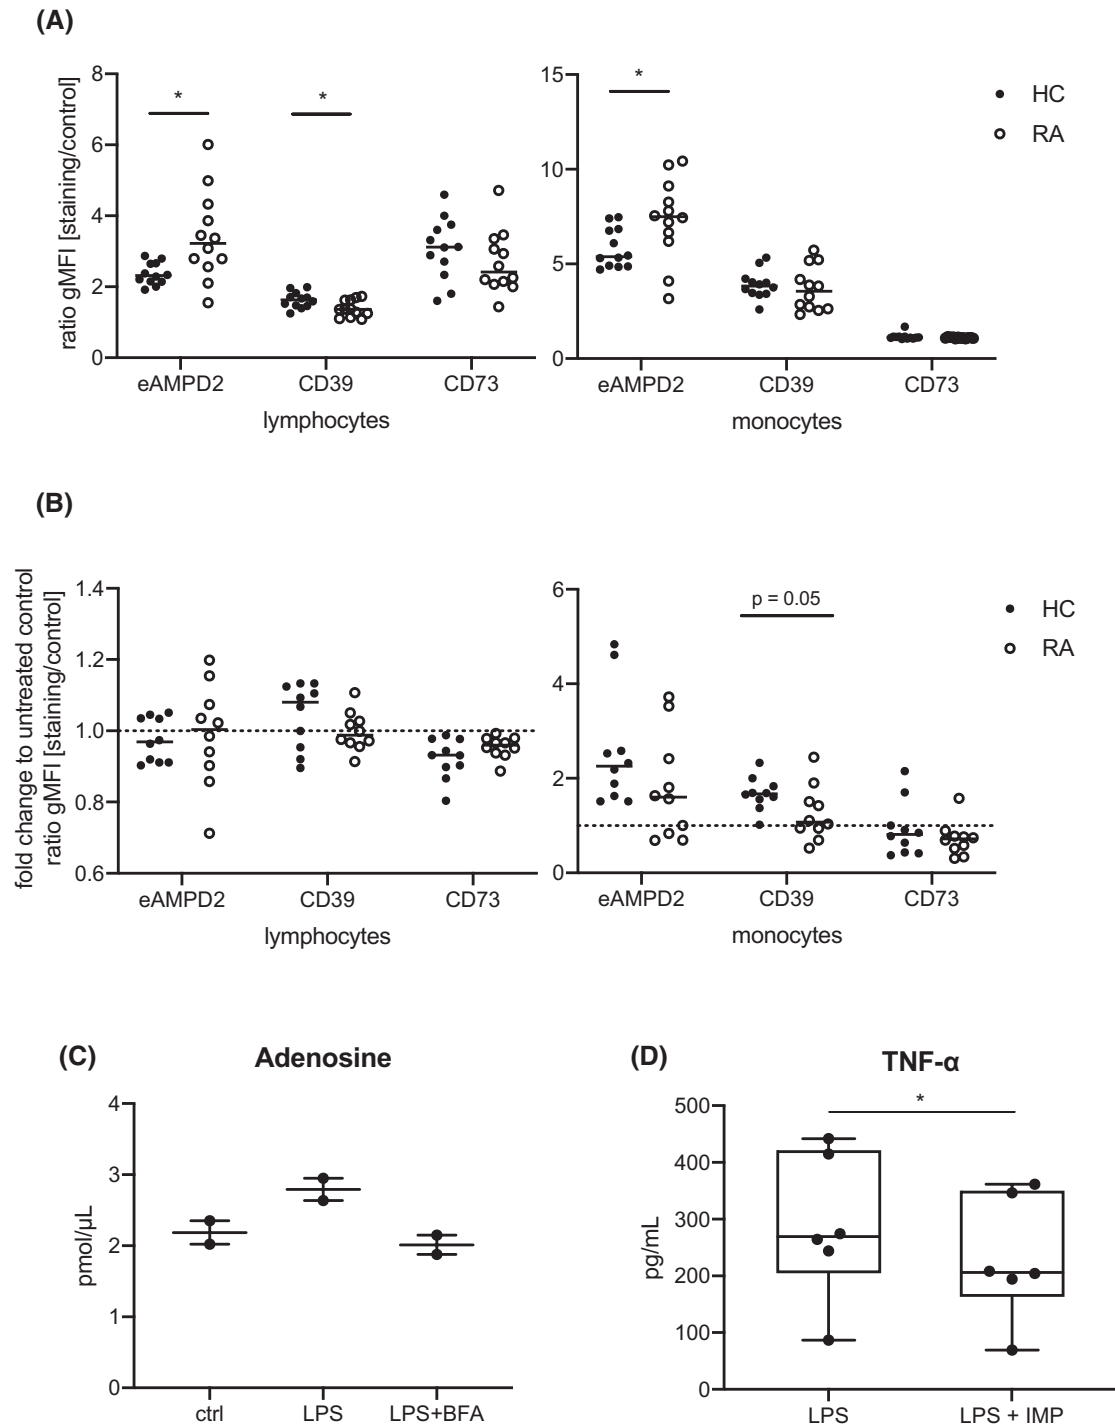 (A)
ratio gMFI [staining/control]
8
6
4
2
0
*
*
eAMPD2 CD39 CD73
lymphocytes
15
10
5
0
*
eAMPD2 CD39 CD73
monocytes
HC
RA
(B)
fold change to untreated control
ratio gMFI [staining/control]
1.4
1.2
1.0
0.8
0.6
eAMPD2 CD39 CD73
lymphocytes
6
4
2
0
p = 0.05
eAMPD2 CD39 CD73
monocytes
HC
RA
(C)
Adenosine
pmol/µL
4
3
2
1
0
ctrl LPS LPS+BFA
(D)
TNF-α
pg/mL
500
400
300
200
100
0
*
LPS LPS + IMP